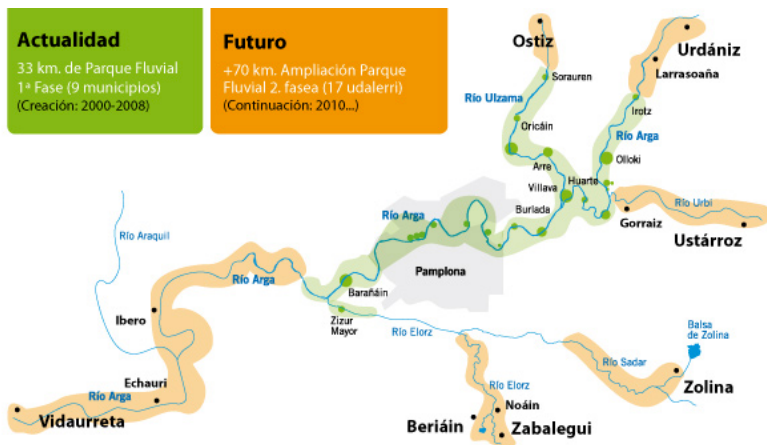 Actualidad
33 km. de Parque Fluvial
1ª Fase (9 municipios)
(Creación: 2000-2008)
Futuro
+70 km. Ampliación Parque
Fluvial 2. fasea (17 udalerri)
(Continuación: 2010...)
Ostiz
Urdániz
Larrasoaña
Sorauren
Río Ulzama
Irotz
Oricáin
Río Arga
Arre
Olloki
Huarte
Villava
Río Arga
Burlada
Río Urbi
Gorraiz
Ustárroz
Río Araquil
Pamplona
Río Arga
Barañáin
Ibero
Zizur
Mayor
Río Elorz
Balsa
de Zolina
Río Sadar
Echauri
Río Elorz
Zolina
Río Arga
Noáin
Vidaurreta
Beriáin
Zabalegui